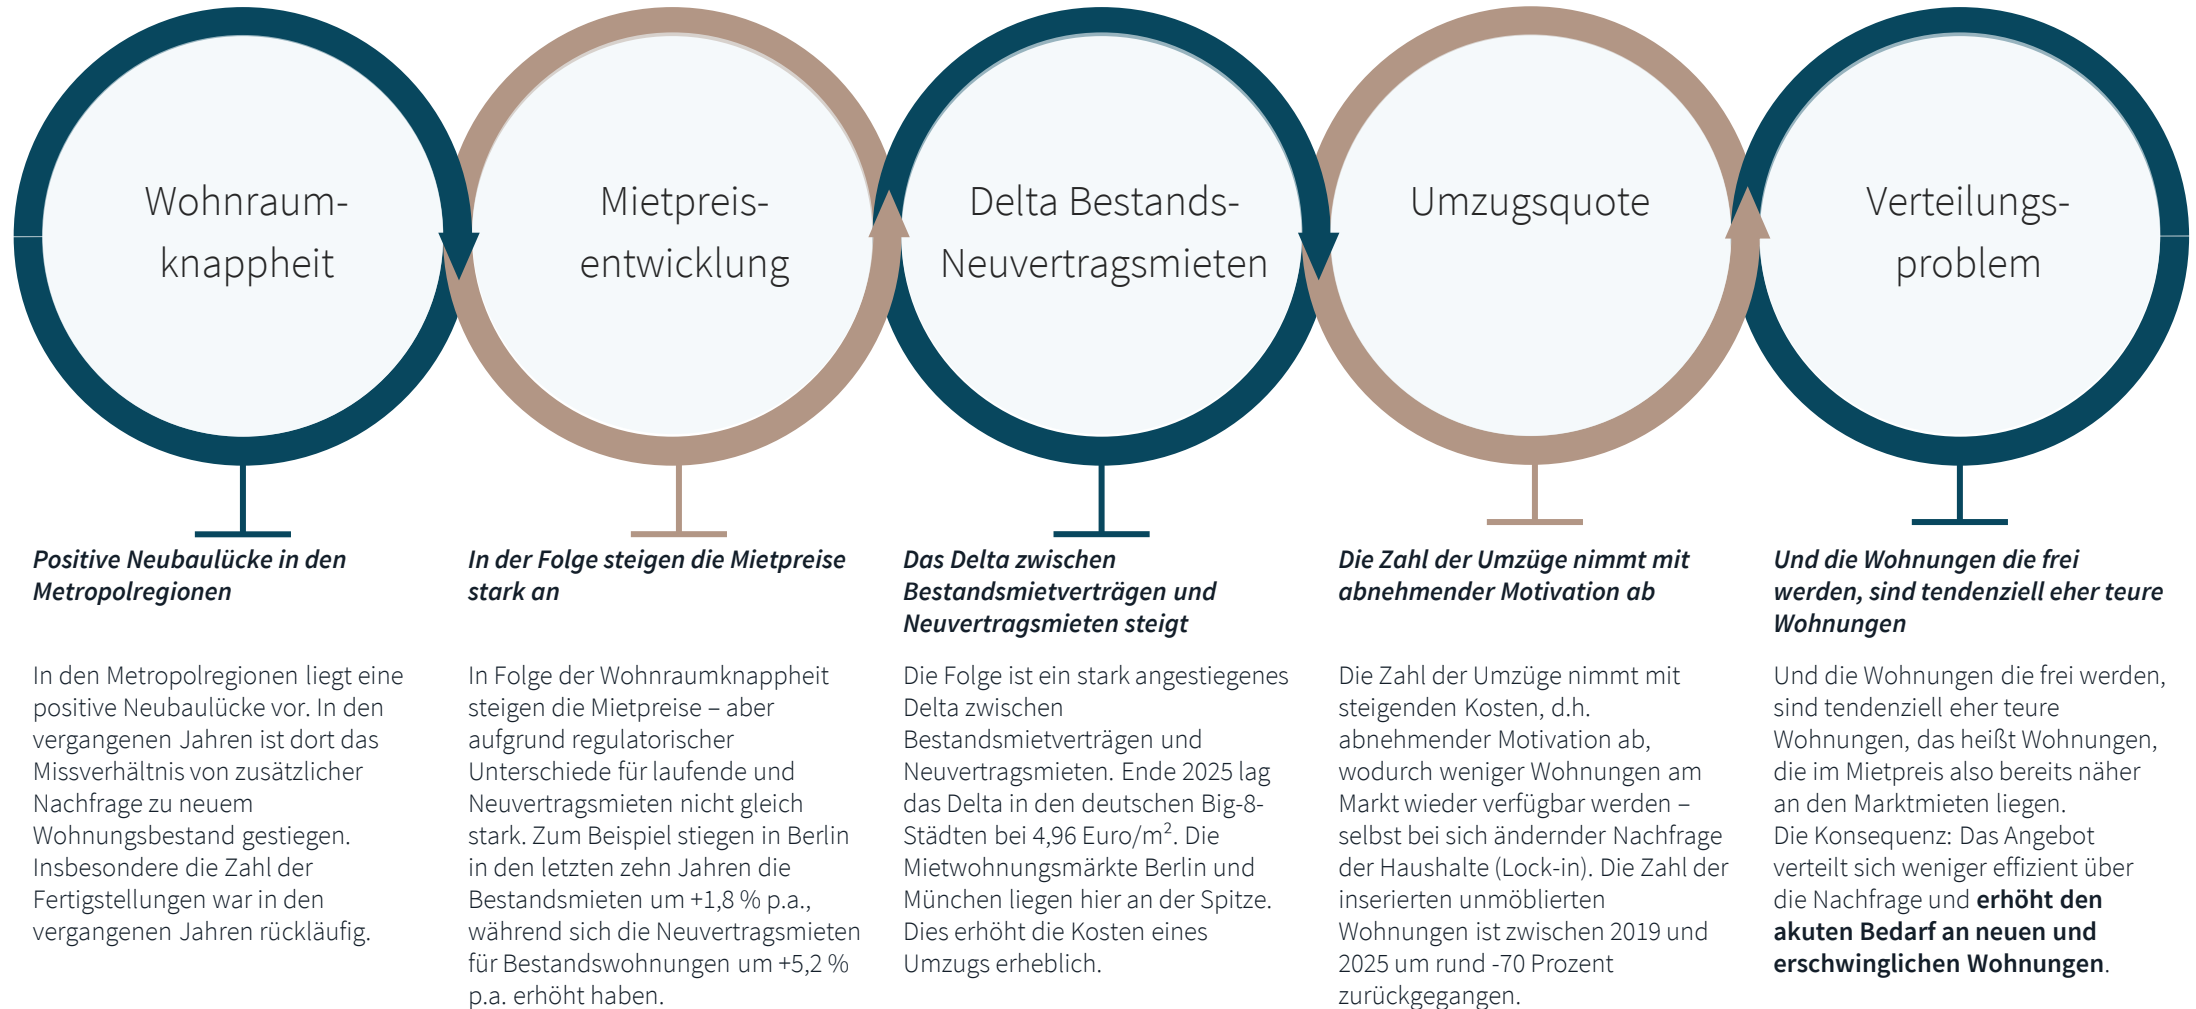 Wohnraum-
knappheit
Mietpreis-
entwicklung
Delta Bestands-
Neuvertragsmieten
Umzugsquote
Verteilungs-
problem
Positive Neubaulücke in den
Metropolregionen
In den Metropolregionen liegt eine
positive Neubaulücke vor. In den
vergangenen Jahren ist dort das
Missverhältnis von zusätzlicher
Nachfrage zu neuem
Wohnungsbestand gestiegen.
Insbesondere die Zahl der
Fertigstellungen war in den
vergangenen Jahren rückläufig.
In der Folge steigen die Mietpreise
stark an
In Folge der Wohnraumknappheit
steigen die Mietpreise – aber
aufgrund regulatorischer
Unterschiede für laufende und
Neuvertragsmieten nicht gleich
stark. Zum Beispiel stiegen in Berlin
in den letzten zehn Jahren die
Bestandsmieten um +1,8 % p.a.,
während sich die Neuvertragsmieten
für Bestandswohnungen um +5,2 %
p.a. erhöht haben.
Das Delta zwischen
Bestandsmietverträgen und
Neuvertragsmieten steigt
Die Folge ist ein stark angestiegenes
Delta zwischen
Bestandsmietverträgen und
Neuvertragsmieten. Ende 2025 lag
das Delta in den deutschen Big-8-
Städten bei 4,96 Euro/m². Die
Mietwohnungsmärkte Berlin und
München liegen hier an der Spitze.
Dies erhöht die Kosten eines
Umzugs erheblich.
Die Zahl der Umzüge nimmt mit
abnehmender Motivation ab
Die Zahl der Umzüge nimmt mit
steigenden Kosten, d.h.
abnehmender Motivation ab,
wodurch weniger Wohnungen am
Markt wieder verfügbar werden –
selbst bei sich ändernder Nachfrage
der Haushalte (Lock-in). Die Zahl der
inserierten unmöblierten
Wohnungen ist zwischen 2019 und
2025 um rund -70 Prozent
zurückgegangen.
Und die Wohnungen die frei
werden, sind tendenziell eher teure
Wohnungen
Und die Wohnungen die frei werden,
sind tendenziell eher teure
Wohnungen, das heißt Wohnungen,
die im Mietpreis also bereits näher
an den Marktmieten liegen.
Die Konsequenz: Das Angebot
verteilt sich weniger effizient über
die Nachfrage und erhöht den
akuten Bedarf an neuen und
erschwinglichen Wohnungen.